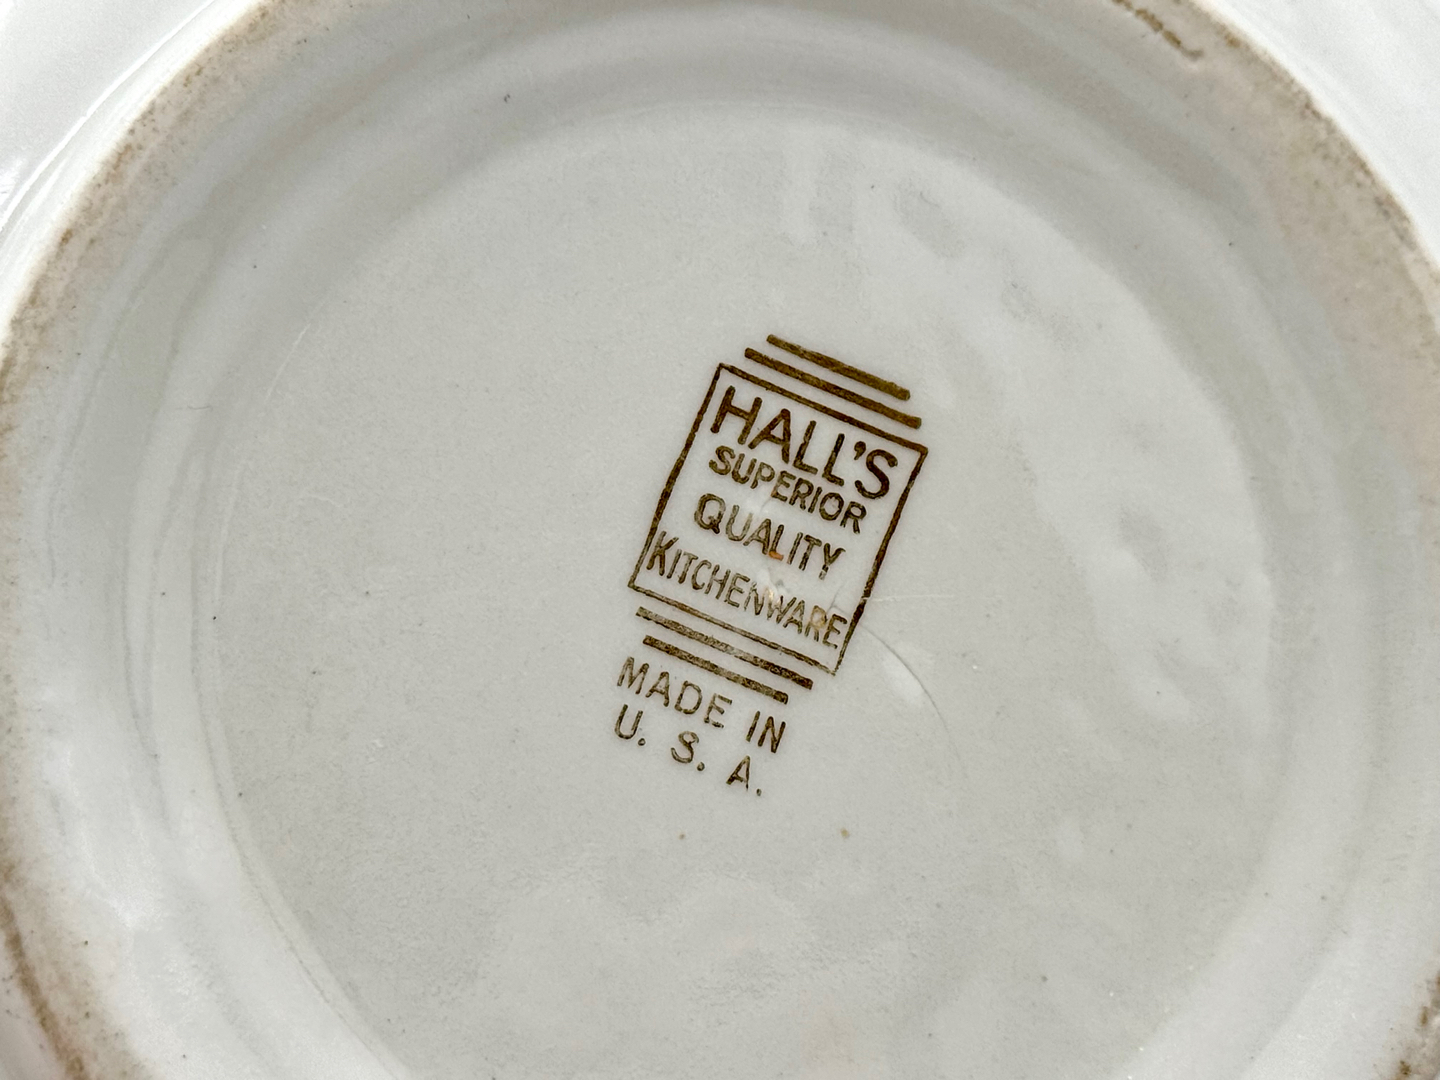 HALL'S
SUPERIOR
QUALITY
KITCHENWARE
MADE IN
U. S. A.